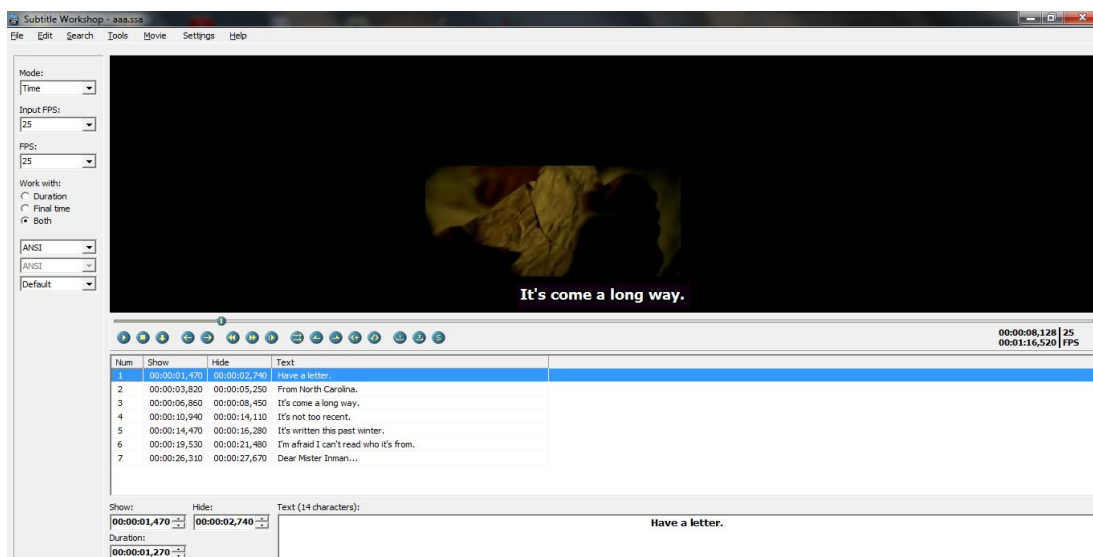 Subtitle Workshop - aaa.ssa
File Edit Search Tools Movie Settings Help
Mode:
Time
Input FPS:
25
FPS:
25
Work with:
Duration
Final time
Both
ANSI
ANSI
Default
It's come a long way.
00:00:08,128 25
00:01:16,520 FPS
Num Show Hide Text
1 00:00:01,470 00:00:02,740 Have a letter.
2 00:00:03,820 00:00:05,250 From North Carolina.
3 00:00:06,860 00:00:08,450 It's come a long way.
4 00:00:10,940 00:00:14,110 It's not too recent.
5 00:00:14,470 00:00:16,280 It's written this past winter.
6 00:00:19,530 00:00:21,480 I'm afraid I can't read who it's from.
7 00:00:26,310 00:00:27,670 Dear Mister Inman...
Show: Hide: Text (14 characters):
00:00:01,470 00:00:02,740 Have a letter.
Duration:
00:00:01,270